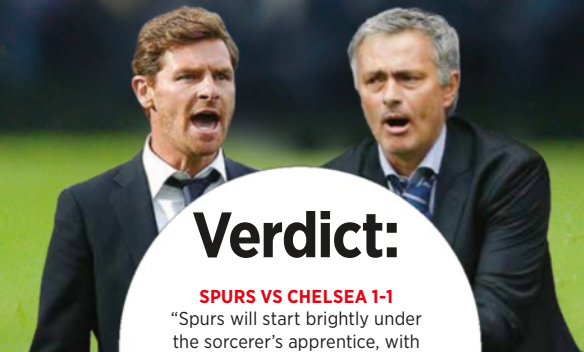 Verdict:
SPURS VS CHELSEA 1-1
“Spurs will start brightly under
the sorcerer’s apprentice, with